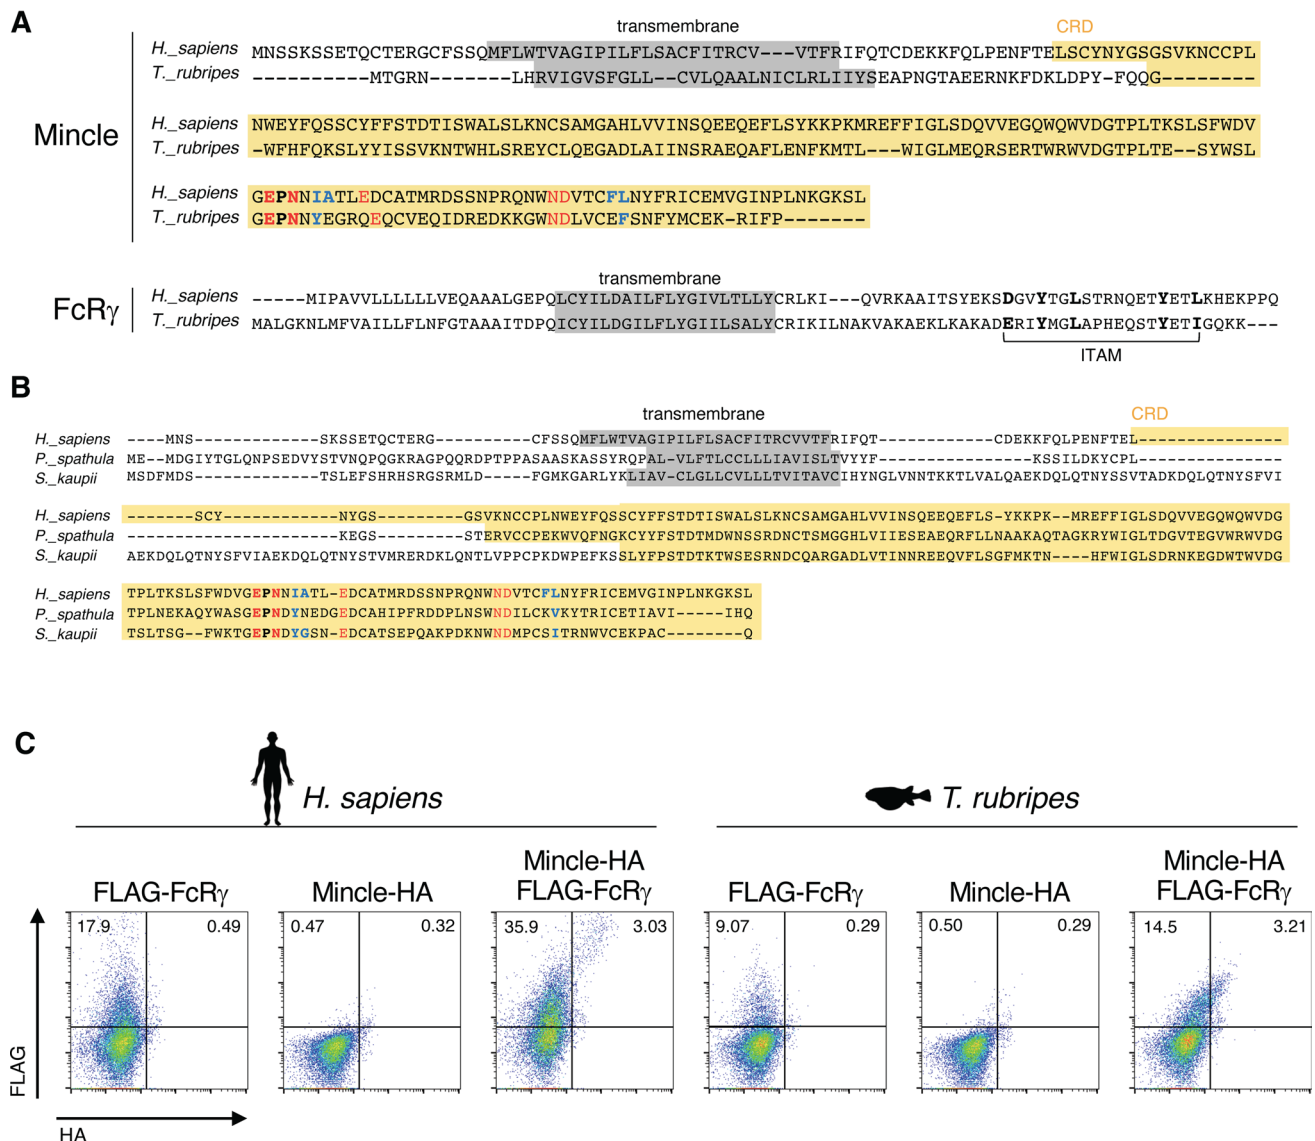 A
transmembrane CRD
H._sapiens MNSSKSSETQCTERGCFSSQMFLWTVAGIPILFLSACFITRCV---VTFRIFQTCDEKKFQLPENFTELSCYNYGSGSVKNCCPL
T._rubripes ----------MTGRN-------LHRVIGVSFGLL--CVLQAALNICLRLIIYSEAPNGTAEERNKFDKLDPY-FQQG--------
Mincle
H._sapiens NWEYFQSSCYFFSTDTISWALSLKNCSAMGAHLVVINSQEEQEFLSYKKPKMREFFIGLSDQVVEGQWQWVDGTPLTKSLSFWDV
T._rubripes -WFHFQKSLYYISSVKNTWHLSREYCLQEGADLAIINSRAEQAFLENFKMTL---WIGLMEQRSERTWRWVDGTPLTE--SYWSL
H._sapiens GEPNNIATLEDCATMRDSSNPRQNWNDVTCFLNYFRICEMVGINPLNKGKSL
T._rubripes GEPNNYEGRQEQCVEQIDREDKKGWNDLVCEFSNFYMCEK-RIFP-------
transmembrane
FcRγ
H._sapiens -----MIPAVVLLLLLLVEQAAALGEPQLCYILDAILFLYGIVLTLLYCRLKI---QVRKAAITSYEKSDGVYTGLSTRNQETYETLKHEKPPQ
T._rubripes MALGKNLMFVAILLFLNFGTAAAITDPQICYILDGILFLYGIILSALYCRIKILNAKVAKAEKLKAKADERIYMGLAPHEQSTYETIGQKK---
ITAM
B
transmembrane CRD
H._sapiens ----MNS-------------SKSSETQCTERG----------CFSSQMFLWTVAGIPILFLSACFITRCVVTFRIFQT------------CDEKKFQLPENFTEL---------------
P._spathula ME--MDGIYTGLQNPSEDVYSTVNQPQGKRAGPQQRDPTPPASAASKASSYRQPAL-VLFTLCCLLLIAVISLTVYYF----------------KSSILDKYCPL---------------
S._kaupii MSDFMDS-------------TSLEFSHRHSRGSRMLD-----FGMKGARLYKLIAV-CLGLLCVLLLTVITAVCIHYNGLVNNTKKTLVALQAEKDQLQTNYSSVTADKDQLQTNYSFVI
H._sapiens -------SCY------------NYGS---------GSVKNCCPLNWEYFQSSCYFFSTDTISWALSLKNCSAMGAHLVVINSQEEQEFLS-YKKPK--MREFFIGLSDQVVEGQWQWVDG
P._spathula ----------------------KEGS---------STERVCCPEKWVQFNGKCYYFSTDTMDWNSSRDNCTSMGGHLVIIESEAEQRFLLNAAKAQTAGKRYWIGLTDGVTEGVWRWVDG
S._kaupii AEKDQLQTNYSFVIAEKDQLQTNYSTVMRERDKLQNTLVPPCPKDWPEFKSSLYFPSTDTKTWSESRNDCQARGADLVTINNREEQVFLSGFMKTN----HFWIGLSDRNKEGDWTWVDG
H._sapiens TPLTKSLSFWDVGEPNNIATL-EDCATMRDSSNPRQNWNDVTCFLNYFRICEMVGINPLNKGKSL
P._spathula TPLNEKAQYWASGEPNDYNEDGEDCAHIPFRDDPLNSWNDILCKVKYTRICETIAVI-----IHQ
S._kaupii TSLTSG--FWKTGEPNDYGSN-EDCATSEPQAKPDKNWNDMPCSITRNWVCEKPAC--------Q
C
H. sapiens T. rubripes
FLAG-FcRγ Mincle-HA Mincle-HA FLAG-FcRγ FLAG-FcRγ Mincle-HA Mincle-HA FLAG-FcRγ
17.9 0.49 0.47 0.32 35.9 3.03 9.07 0.29 0.50 0.29 14.5 3.21
FLAG
HA